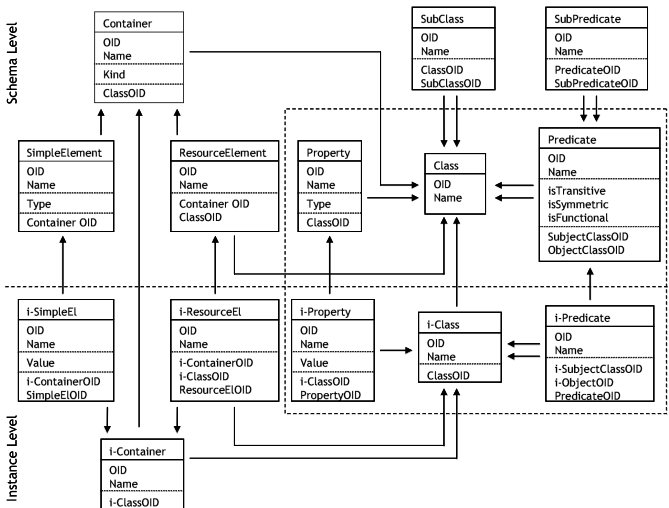 Schema Level
Container
OID
Name
Kind
ClassOID
SubClass
OID
Name
ClassOID
SubClassOID
SubPredicate
OID
Name
PredicateOID
SubPredicateOID
SimpleElement
OID
Name
Type
Container OID
ResourceElement
OID
Name
Container OID
ClassOID
Property
OID
Name
Type
ClassOID
Class
OID
Name
Predicate
OID
Name
isTransitive
isSymmetric
isFunctional
SubjectClassOID
ObjectClassOID
Instance Level
i-SimpleEl
OID
Name
Value
i-ContainerOID
SimpleElOID
i-ResourceEl
OID
Name
i-ContainerOID
i-ClassOID
ResourceElOID
i-Property
OID
Name
Value
i-ClassOID
PropertyOID
i-Class
OID
Name
ClassOID
i-Predicate
OID
Name
i-SubjectClassOID
i-ObjectOID
PredicateOID
i-Container
OID
Name
i-ClassOID